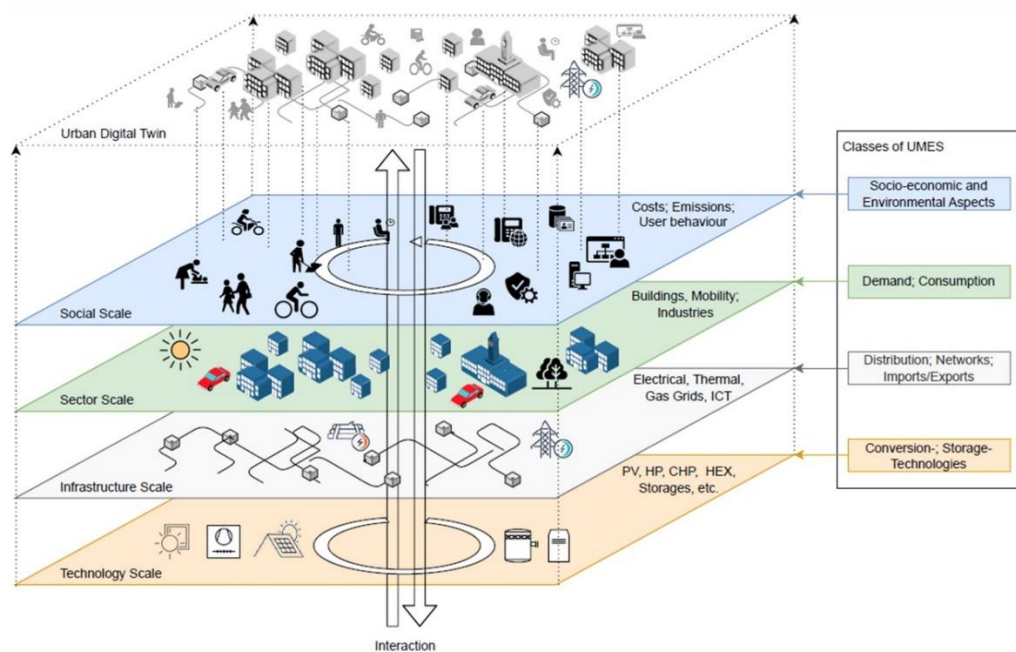 Urban Digital Twin
Classes of UMES
Socio-economic and
Environmental Aspects
Costs; Emissions;
User behaviour
Social Scale
Demand; Consumption
Buildings, Mobility;
Industries
Sector Scale
Distribution; Networks;
Imports/Exports
Electrical, Thermal,
Gas Grids, ICT
Infrastructure Scale
Conversion-; Storage-
Technologies
PV, HP, CHP, HEX,
Storages, etc.
Technology Scale
Interaction